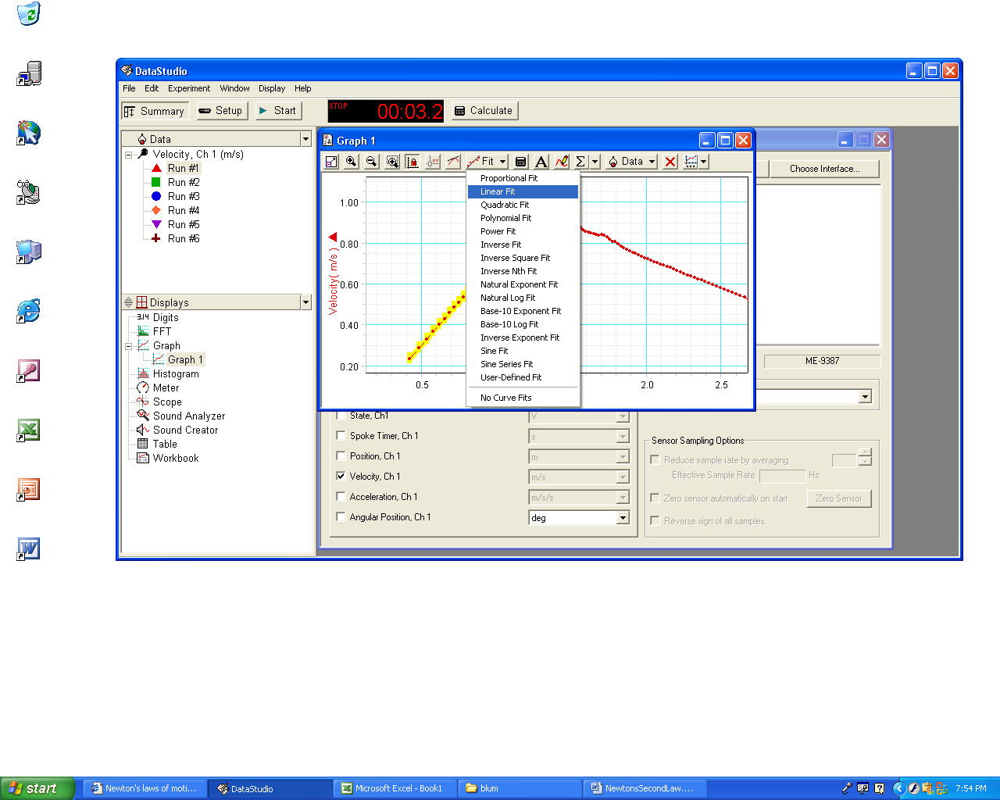 DataStudio
File Edit Experiment Window Display Help
Summary Setup Start STOP 00:03.2 Calculate
Data
Velocity, Ch 1 (m/s)
Run #1
Run #2
Run #3
Run #4
Run #5
Run #6
Displays
3.14 Digits
FFT
Graph
Graph 1
Histogram
Meter
Scope
Sound Analyzer
Sound Creator
Table
Workbook
Graph 1
Fit Data
Proportional Fit
Linear Fit
Quadratic Fit
Polynomial Fit
Power Fit
Inverse Fit
Inverse Square Fit
Inverse Nth Fit
Natural Exponent Fit
Natural Log Fit
Base-10 Exponent Fit
Base-10 Log Fit
Inverse Exponent Fit
Sine Fit
Sine Series Fit
User-Defined Fit
No Curve Fits
Velocity( m/s )
1.00
0.80
0.60
0.40
0.20
0.5 2.0 2.5
Choose Interface...
ME-9387
State, Ch1 V
Spoke Timer, Ch 1 s
Position, Ch 1 m
Velocity, Ch 1 m/s
Acceleration, Ch 1 m/s/s
Angular Position, Ch 1 deg
Sensor Sampling Options
Reduce sample rate by averaging
Effective Sample Rate Hz
Zero sensor automatically on start Zero Sensor
Reverse sign of all samples.
start Newton's laws of moti... DataStudio Microsoft Excel - Book1 blum NewtonsSecondLaw.... 7:54 PM